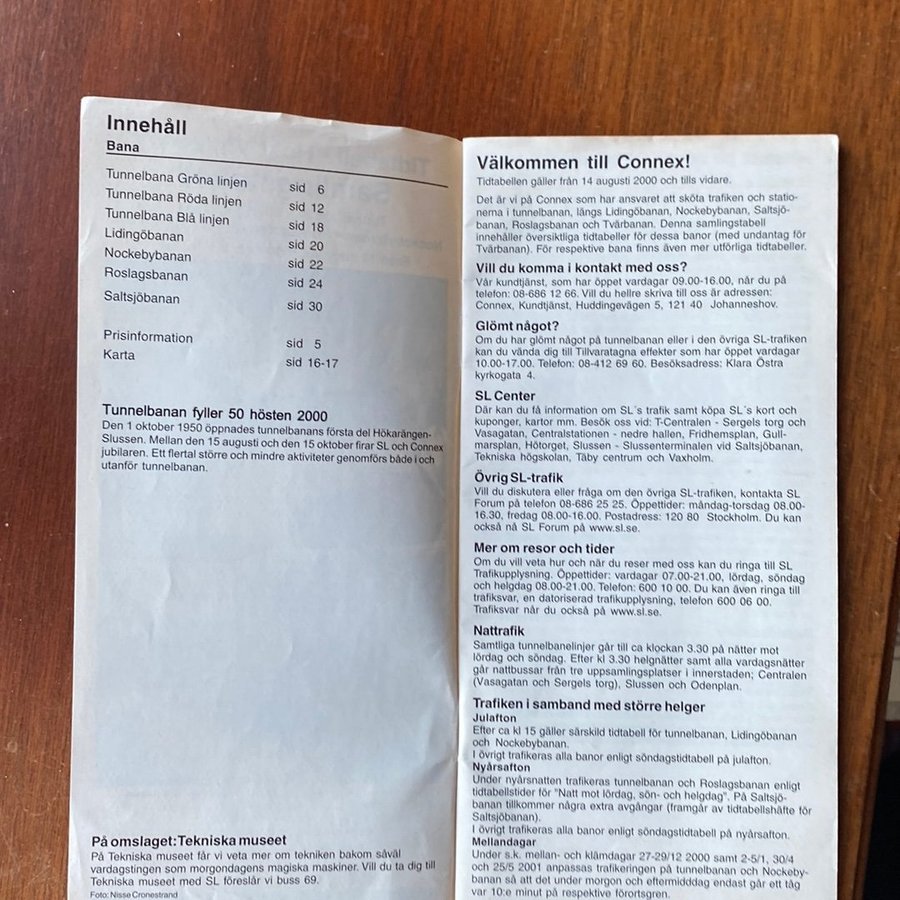 Innehåll
Bana
Tunnelbana Gröna linjen sid 6
Tunnelbana Röda linjen sid 12
Tunnelbana Blå linjen sid 18
Lidingöbanan sid 20
Nockebybanan sid 22
Roslagsbanan sid 24
Saltsjöbanan sid 30
Prisinformation sid 5
Karta sid 16-17
Tunnelbanan fyller 50 hösten 2000
Den 1 oktober 1950 öppnades tunnelbanans första del Hökarängen-
Slussen. Mellan den 15 augusti och den 15 oktober firar SL och Connex
jubilaren. Ett flertal större och mindre aktiviteter genomförs både i och
utanför tunnelbanan.
På omslaget: Tekniska museet
På Tekniska museet får vi veta mer om tekniken bakom såväl
vardagsting som morgondagens magiska maskiner. Vill du ta dig till
Tekniska museet med SL föreslår vi buss 69.
Foto: Nisse Cronestrand
Välkommen till Connex!
Tidtabellen gäller från 14 augusti 2000 och tills vidare.
Det är vi på Connex som har ansvaret att sköta trafiken och statio-
nerna i tunnelbanan, längs Lidingöbanan, Nockebybanan, Saltsjö-
banan, Roslagsbanan och Tvärbanan. Denna samlingstabell
innehåller översiktliga tidtabeller för dessa banor (med undantag för
Tvärbanan). För respektive bana finns även mer utförliga tidtabeller.
Vill du komma i kontakt med oss?
Vår kundtjänst, som har öppet vardagar 09.00-16.00, når du på
telefon: 08-686 12 66. Vill du hellre skriva till oss är adressen:
Connex, Kundtjänst, Huddingevägen 5, 121 40 Johanneshov.
Glömt något?
Om du har glömt något på tunnelbanan eller i den övriga SL-trafiken
kan du vända dig till Tillvaratagna effekter som har öppet vardagar
10.00-17.00. Telefon: 08-412 69 60. Besöksadress: Klara Östra
kyrkogata 4.
SL Center
Där kan du få information om SL´s trafik samt köpa SL´s kort och
kuponger, kartor mm. Besök oss vid: T-Centralen - Sergels torg och
Vasagatan, Centralstationen - nedre hallen, Fridhemsplan, Gull-
marsplan, Hötorget, Slussen - Slussenterminalen vid Saltsjöbanan,
Tekniska högskolan, Täby centrum och Vaxholm.
Övrig SL-trafik
Vill du diskutera eller fråga om den övriga SL-trafiken, kontakta SL
Forum på telefon 08-686 25 25. Öppettider: måndag-torsdag 08.00-
16.30, fredag 08.00-16.00. Postadress: 120 80 Stockholm. Du kan
också nå SL Forum på www.sl.se.
Mer om resor och tider
Om du vill veta hur och när du reser med oss kan du ringa till SL
Trafikupplysning. Öppettider: vardagar 07.00-21.00, lördag, söndag
och helgdag 08.00-21.00. Telefon: 600 10 00. Du kan även ringa till
trafiksvar, en datoriserad trafikupplysning, telefon 600 06 00.
Trafiksvar når du också på www.sl.se.
Nattrafik
Samtliga tunnelbanelinjer går till ca klockan 3.30 på nätter mot
lördag och söndag. Efter kl 3.30 helgnätter samt alla vardagsnätter
går nattbussar från tre uppsamlingsplatser i innerstaden; Centralen
(Vasagatan och Sergels torg), Slussen och Odenplan.
Trafiken i samband med större helger
Julafton
Efter ca kl 15 gäller särskild tidtabell för tunnelbanan, Lidingöbanan
och Nockebybanan.
I övrigt trafikeras alla banor enligt söndagstidtabell på julafton.
Nyårsafton
Under nyårsnatten trafikeras tunnelbanan och Roslagsbanan enligt
tidtabellstider för "Natt mot lördag, sön- och helgdag". På Saltsjö-
banan tillkommer några extra avgångar (framgår av tidtabellshäfte för
Saltsjöbanan).
I övrigt trafikeras alla banor enligt söndagstidtabell på nyårsafton.
Mellandagar
Under s.k. mellan- och klämdagar 27-29/12 2000 samt 2-5/1, 30/4
och 25/5 2001 anpassas trafikeringen på tunnelbanan och Nockeby-
banan så att det under morgon och eftermidddag endast går ett tåg
var 10:e minut på respektive förortsgren.